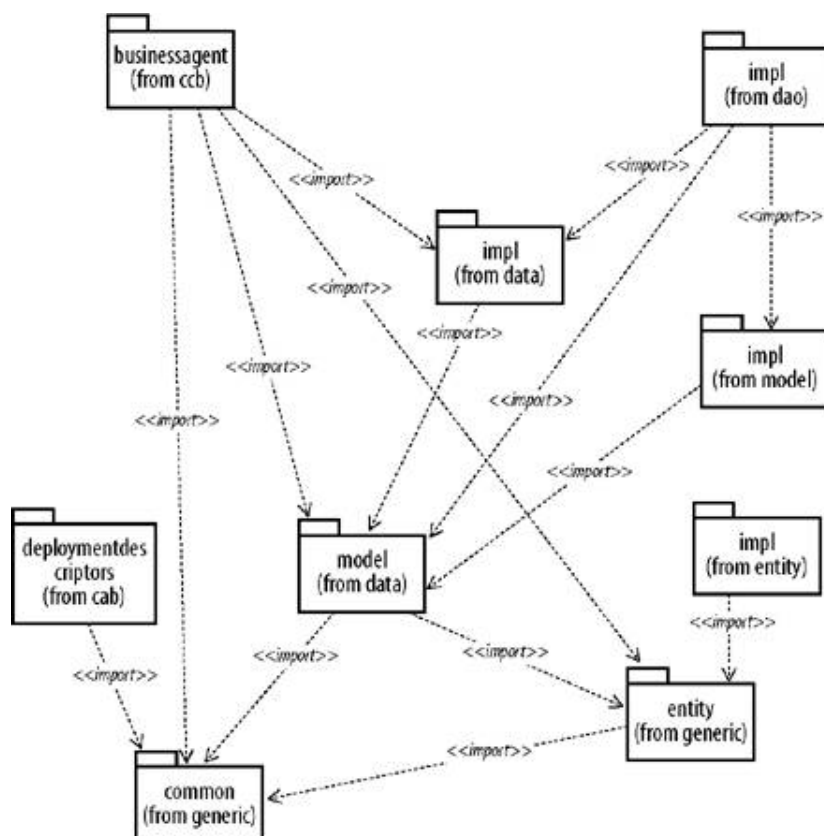 businessagent
(from ccb)
impl
(from dao)
<<import>>
<<import>>
<<import>>
impl
(from data)
<<import>>
<<import>>
impl
(from model)
<<import>>
<<import>>
<<import>>
<<import>>
deploymentdes
criptors
(from cab)
model
(from data)
impl
(from entity)
<<import>>
<<import>>
<<import>>
<<import>>
<<import>>
entity
(from generic)
<<import>>
common
(from generic)